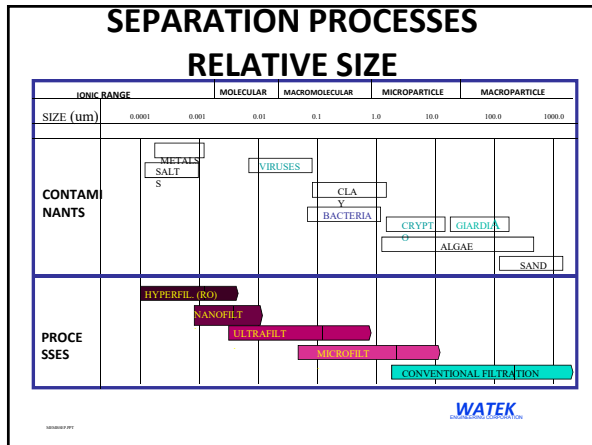 SEPARATION PROCESSES
RELATIVE SIZE
IONIC RANGE MOLECULAR MACROMOLECULAR MICROPARTICLE MACROPARTICLE
SIZE (um) 0.0001 0.001 0.01 0.1 1.0 10.0 100.0 1000.0
METALS
SALT
S
VIRUSES
CLA
Y
CONTAMI
NANTS
BACTERIA
CRYPT
O
GIARDIA
ALGAE
SAND
HYPERFIL. (RO)
NANOFILT
ULTRAFILT
PROCE
SSES
MICROFILT
CONVENTIONAL FILTRATION
WATEK
ENGINEERING CORPORATION